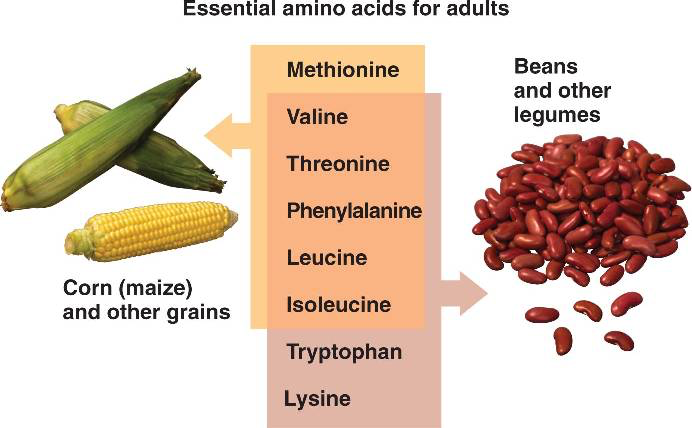 Essential amino acids for adults
Methionine
Valine
Threonine
Phenylalanine
Leucine
Isoleucine
Tryptophan
Lysine
Corn (maize)
and other grains
Beans
and other
legumes